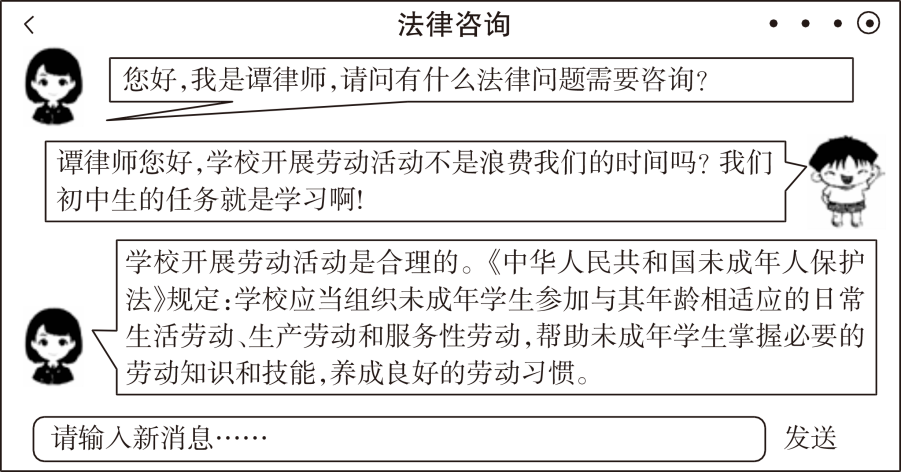 法律咨询
您好,我是谭律师,请问有什么法律问题需要咨询?
谭律师您好,学校开展劳动活动不是浪费我们的时间吗?我们
初中生的任务就是学习啊!
学校开展劳动活动是合理的。《中华人民共和国未成年人保护
法》规定:学校应当组织未成年学生参加与其年龄相适应的日常
生活劳动、生产劳动和服务性劳动,帮助未成年学生掌握必要的
劳动知识和技能,养成良好的劳动习惯。
请输入新消息……
发送